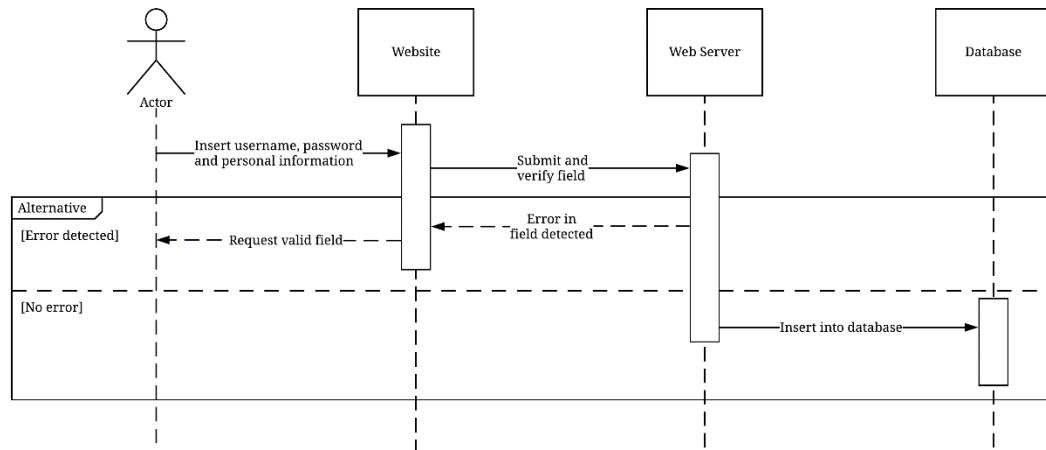 Website
Web Server
Database
Actor
Insert username, password
and personal information
Submit and
verify field
Alternative
[Error detected]
Error in
field detected
Request valid field
[No error]
Insert into database